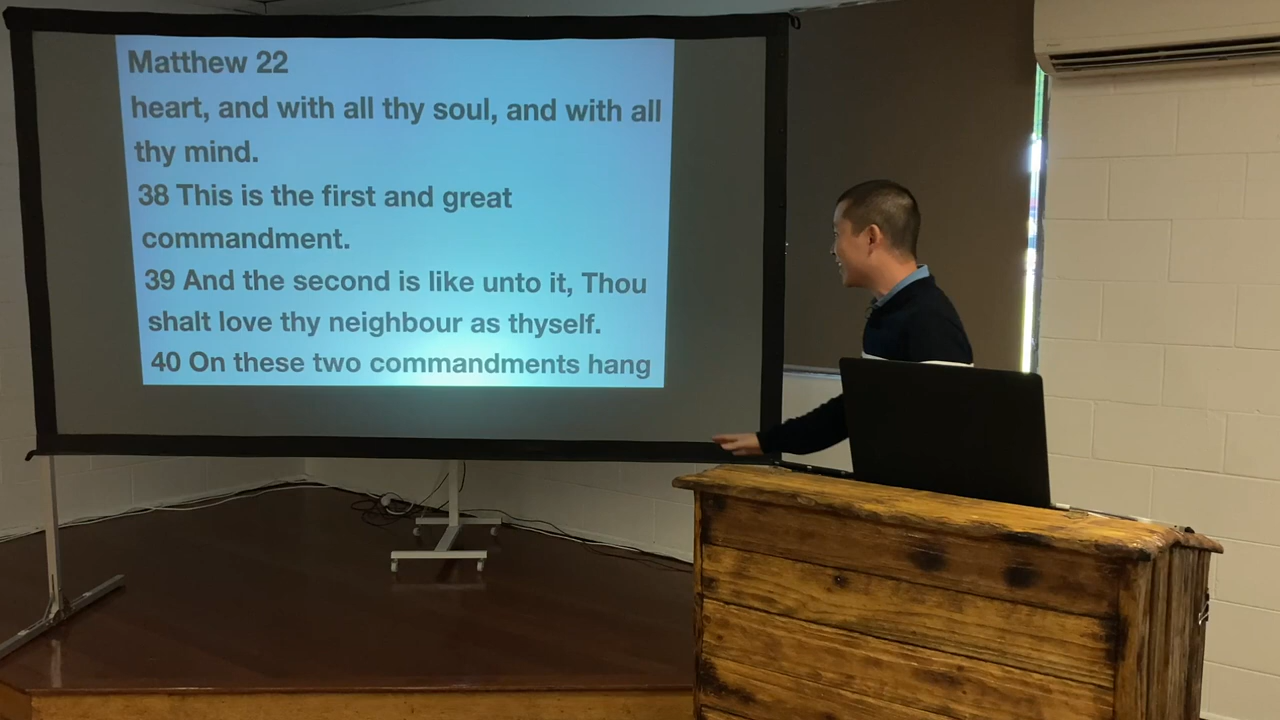 Matthew 22
heart, and with all thy soul, and with all
thy mind.
38 This is the first and great
commandment.
39 And the second is like unto it, Thou
shalt love thy neighbour as thyself.
40 On these two commandments hang